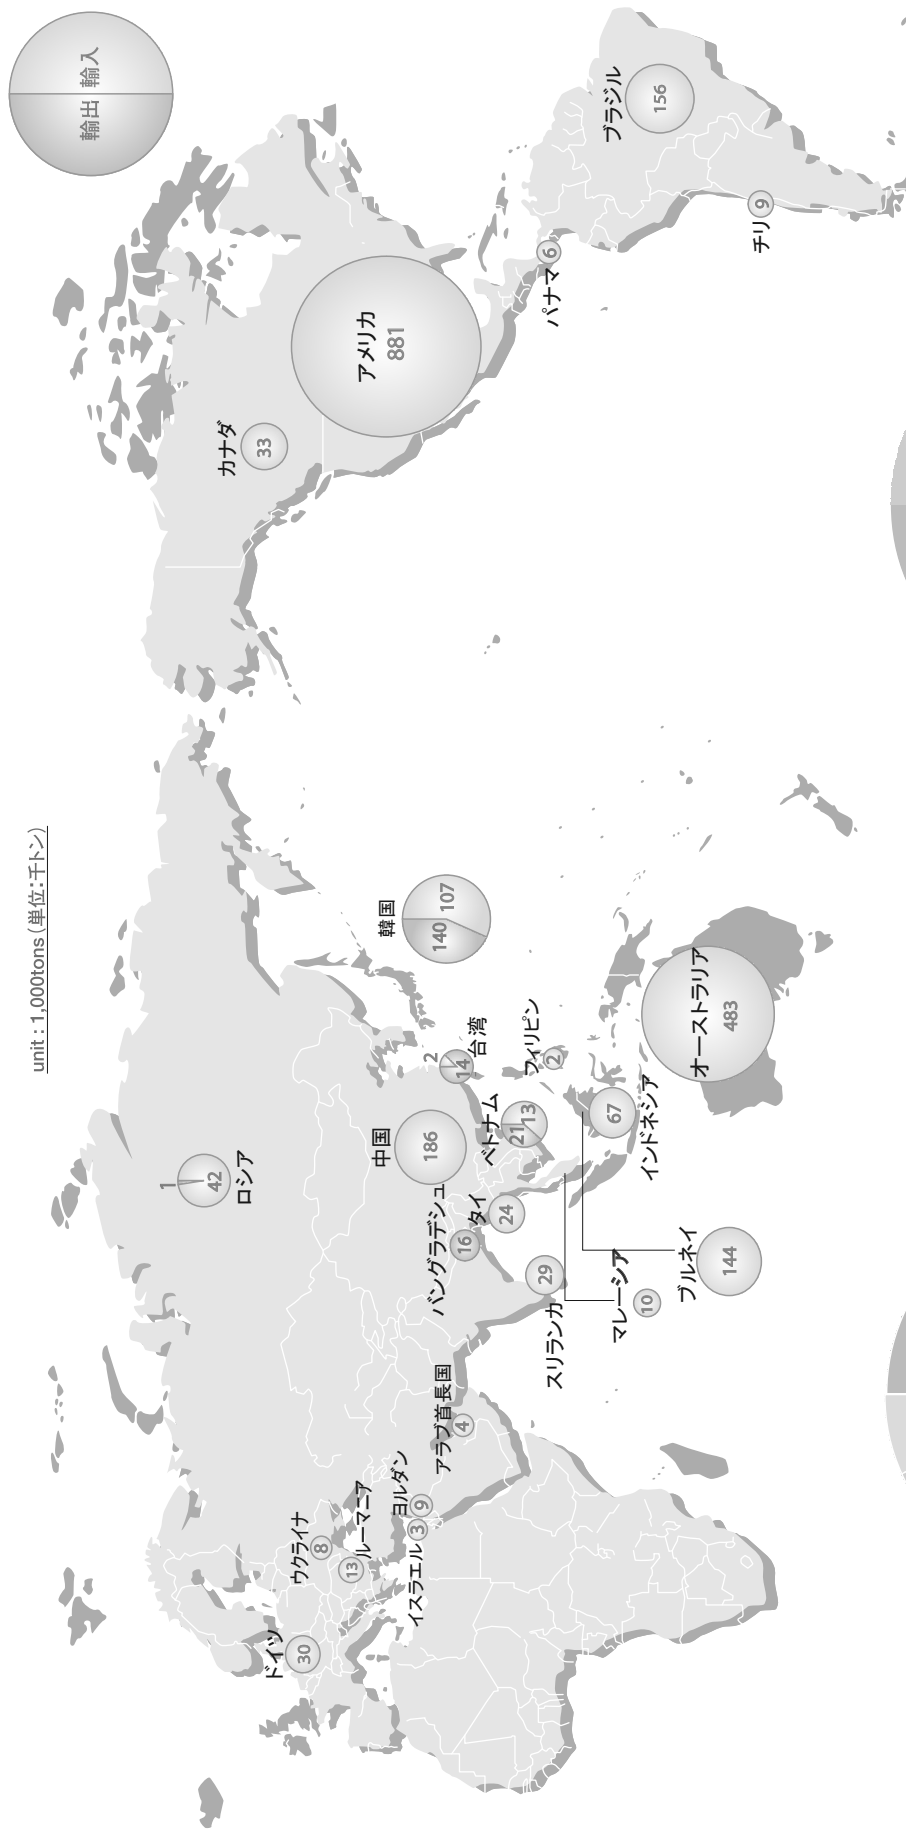 unit : 1,000tons (単位：千トン)
輸出 輸入
ロシア
1
42
カナダ
33
アメリカ
881
ドイツ
30
ウクライナ
8
ルーマニア
13
イスラエル
3
ヨルダン
9
アラブ首長国
4
中国
186
韓国
140
107
台湾
2
14
バングラデシュ
16
タイ
24
ベトナム
21
13
フィリピン
2
スリランカ
29
マレーシア
10
ブルネイ
144
インドネシア
67
オーストラリア
483
パナマ
6
ブラジル
156
チリ
9